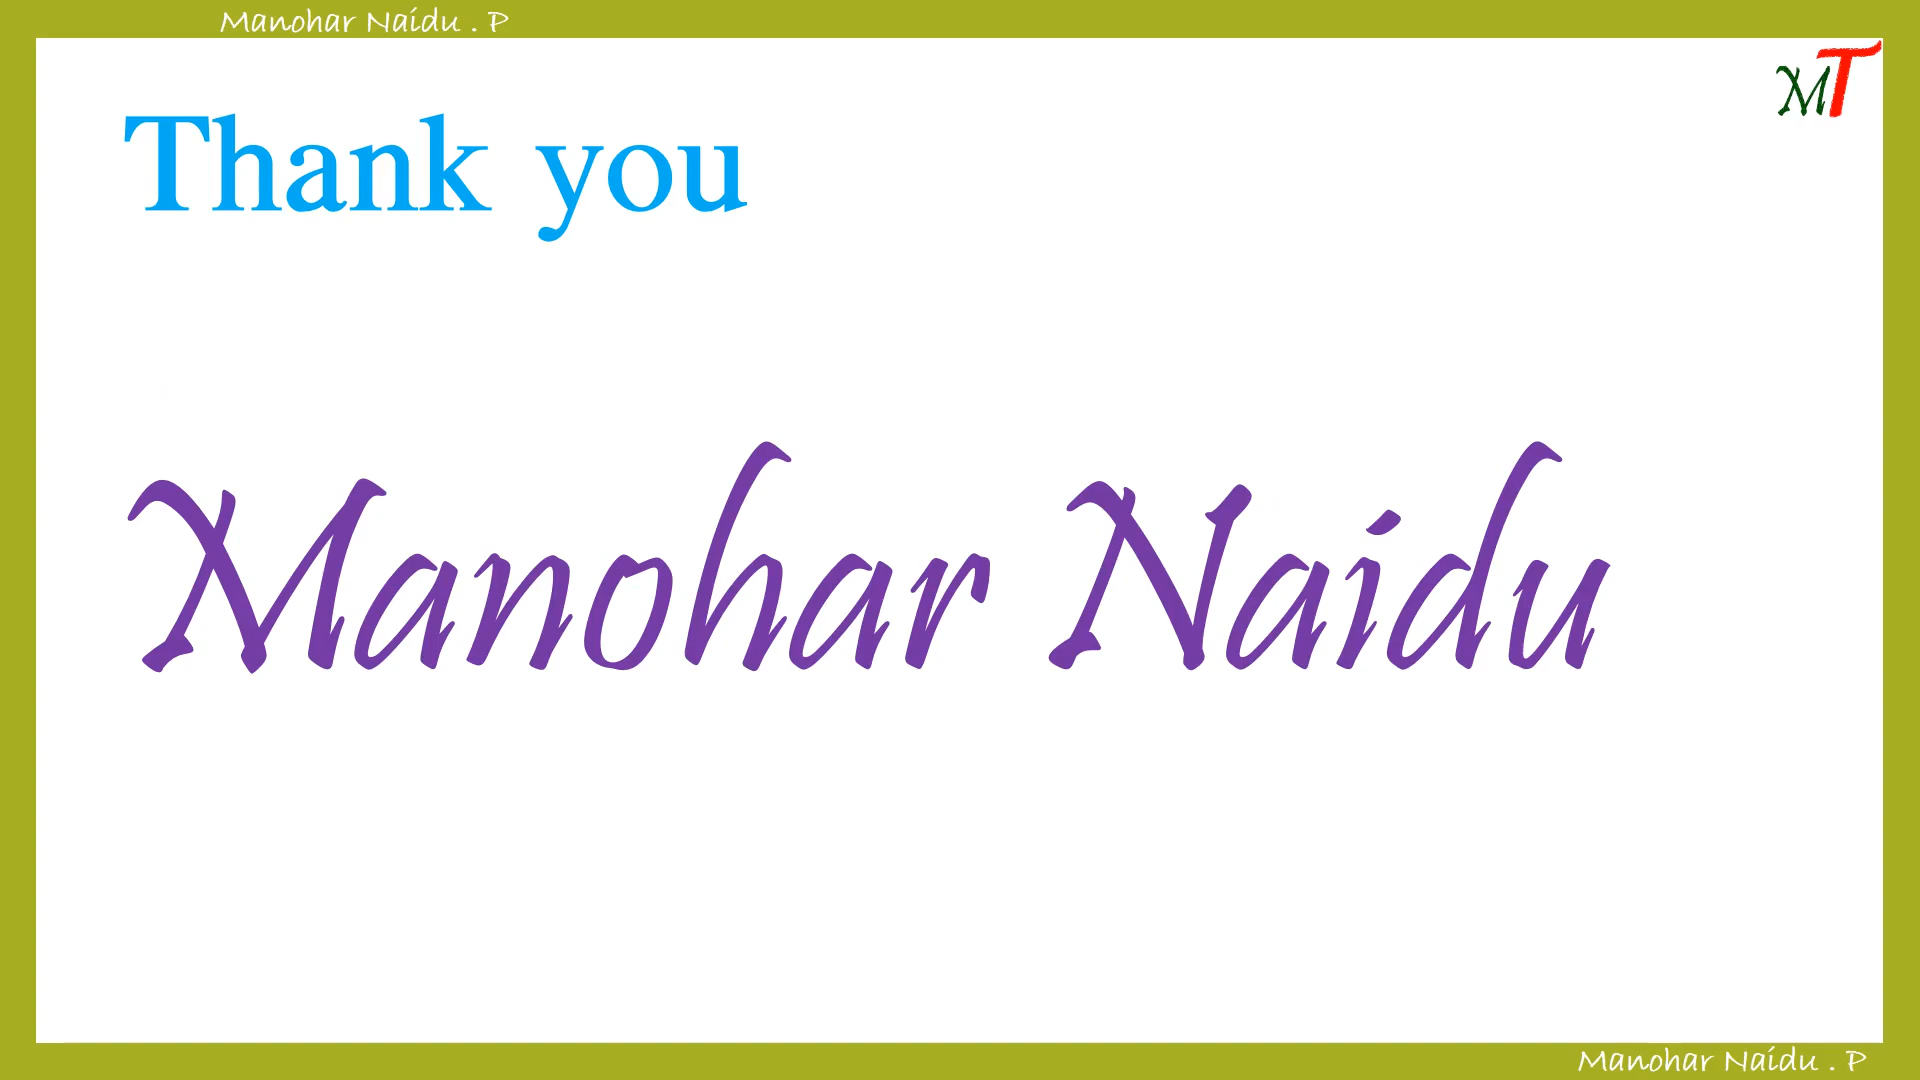 Manohar Naidu . P
MT
Thank you
Manohar Naidu
Manohar Naidu . P